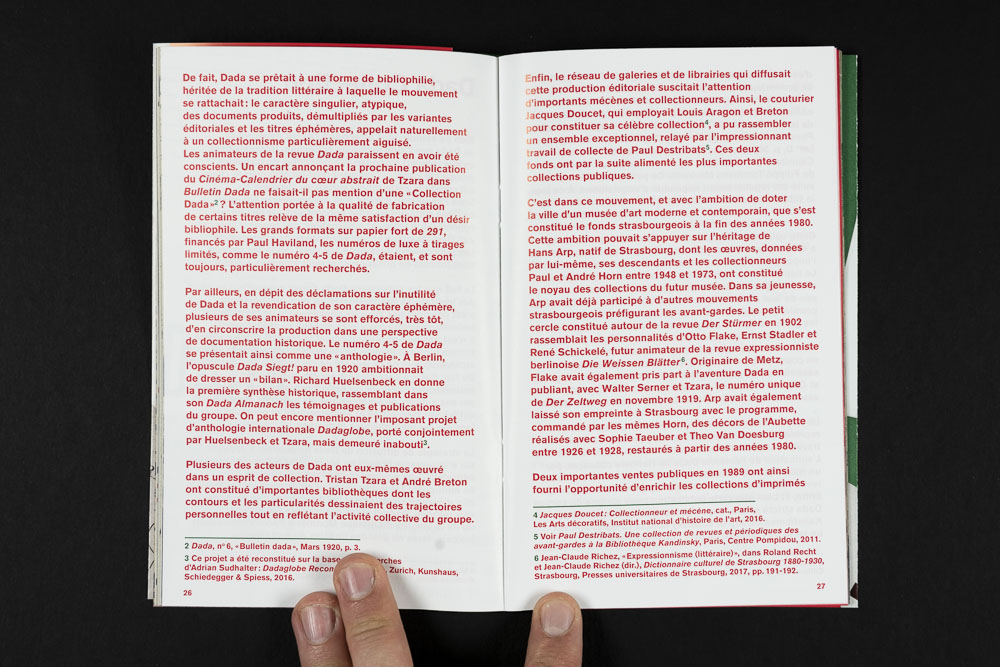 De fait, Dada se prêtait à une forme de bibliophilie,
héritée de la tradition littéraire à laquelle le mouvement
se rattachait : le caractère singulier, atypique,
des documents produits, démultipliés par les variantes
éditoriales et les titres éphémères, appelait naturellement
à un collectionnisme particulièrement aiguisé.
Les animateurs de la revue Dada paraissent en avoir été
conscients. Un encart annonçant la prochaine publication
du Cinéma-Calendrier du cœur abstrait de Tzara dans
Bulletin Dada ne faisait-il pas mention d'une « Collection
Dada »2 ? L'attention portée à la qualité de fabrication
de certains titres relève de la même satisfaction d'un désir
bibliophile. Les grands formats sur papier fort de 291,
financés par Paul Haviland, les numéros de luxe à tirages
limités, comme le numéro 4-5 de Dada, étaient, et sont
toujours, particulièrement recherchés.
Par ailleurs, en dépit des déclamations sur l'inutilité
de Dada et la revendication de son caractère éphémère,
plusieurs de ses animateurs se sont efforcés, très tôt,
d'en circonscrire la production dans une perspective
de documentation historique. Le numéro 4-5 de Dada
se présentait ainsi comme une « anthologie ». À Berlin,
l'opuscule Dada Siegt! paru en 1920 ambitionnait
de dresser un « bilan ». Richard Huelsenbeck en donne
la première synthèse historique, rassemblant dans
son Dada Almanach les témoignages et publications
du groupe. On peut encore mentionner l'imposant projet
d'anthologie internationale Dadaglobe, porté conjointement
par Huelsenbeck et Tzara, mais demeuré inabouti3.
Plusieurs des acteurs de Dada ont eux-mêmes œuvré
dans un esprit de collection. Tristan Tzara et André Breton
ont constitué d'importantes bibliothèques dont les
contours et les particularités dessinaient des trajectoires
personnelles tout en reflétant l'activité collective du groupe.
2 Dada, n° 6, « Bulletin dada », Mars 1920, p. 3.
3 Ce projet a été reconstitué sur la base
d'Adrian Sudhalter : Dadaglobe Zurich, Kunshaus,
Schiedegger & Spiess, 2016.
26
Enfin, le réseau de galeries et de librairies qui diffusait
cette production éditoriale suscitait l'attention
d'importants mécènes et collectionneurs. Ainsi, le couturier
Jacques Doucet, qui employait Louis Aragon et Breton
pour constituer sa célèbre collection4, a pu rassembler
un ensemble exceptionnel, relayé par l'impressionnant
travail de collecte de Paul Destribats5. Ces deux
fonds ont par la suite alimenté les plus importantes
collections publiques.
C'est dans ce mouvement, et avec l'ambition de doter
la ville d'un musée d'art moderne et contemporain, que s'est
constitué le fonds strasbourgeois à la fin des années 1980.
Cette ambition pouvait s'appuyer sur l'héritage de
Hans Arp, natif de Strasbourg, dont les œuvres, données
par lui-même, ses descendants et les collectionneurs
Paul et André Horn entre 1948 et 1973, ont constitué
le noyau des collections du futur musée. Dans sa jeunesse,
Arp avait déjà participé à d'autres mouvements
strasbourgeois préfigurant les avant-gardes. Le petit
cercle constitué autour de la revue Der Stürmer en 1902
rassemblait les personnalités d'Otto Flake, Ernst Stadler et
René Schickelé, futur animateur de la revue expressionniste
berlinoise Die Weissen Blätter6. Originaire de Metz,
Flake avait également pris part à l'aventure Dada en
publiant, avec Walter Serner et Tzara, le numéro unique
de Der Zeltweg en novembre 1919. Arp avait également
laissé son empreinte à Strasbourg avec le programme,
commandé par les mêmes Horn, des décors de l'Aubette
réalisés avec Sophie Taeuber et Theo Van Doesburg
entre 1926 et 1928, restaurés à partir des années 1980.
Deux importantes ventes publiques en 1989 ont ainsi
fourni l'opportunité d'enrichir les collections d'imprimés
4 Jacques Doucet : Collectionneur et mécène, cat., Paris,
Les Arts décoratifs, Institut national d'histoire de l'art, 2016.
5 Voir Paul Destribats. Une collection de revues et périodiques des
avant-gardes à la Bibliothèque Kandinsky, Paris, Centre Pompidou, 2011.
6 Jean-Claude Richez, « Expressionnisme (littéraire) », dans Roland Recht
et Jean-Claude Richez (dir.), Dictionnaire culturel de Strasbourg 1880-1930,
Strasbourg, Presses universitaires de Strasbourg, 2017, pp. 191-192.
27